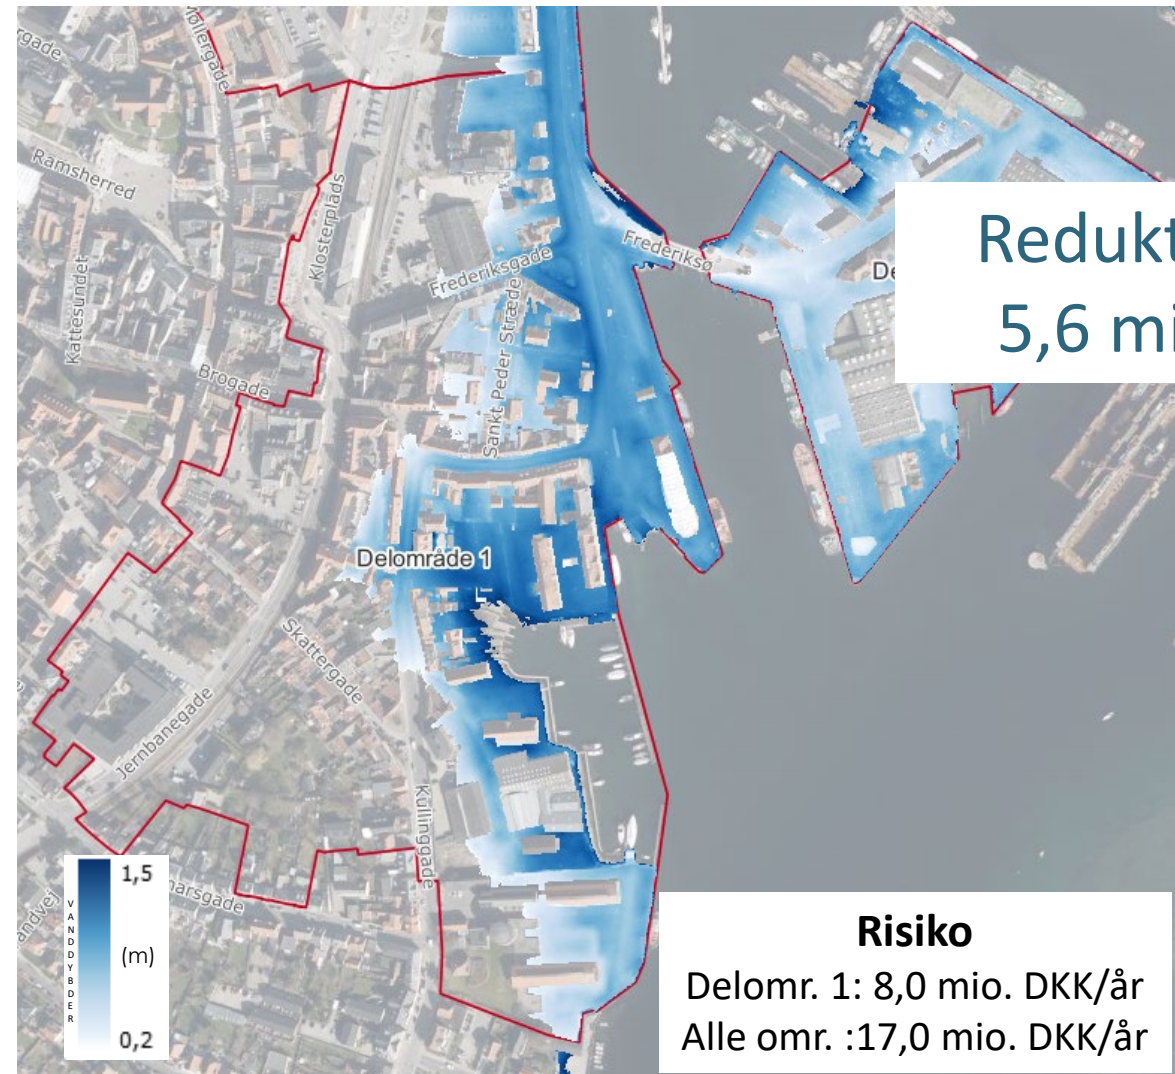 Møllergade
Ramsherred
Klosterplads
Kattesundet
Frederiksgade
Frederiksø
Redukt
5,6 mi
Sankt Peder Stræde
Brogade
Delområde 1
Skattergade
Jernbanegade
Kullinggade
1,5
(m)
0,2
VANDDYBDER
Risiko
Delomr. 1: 8,0 mio. DKK/år
Alle omr. :17,0 mio. DKK/år